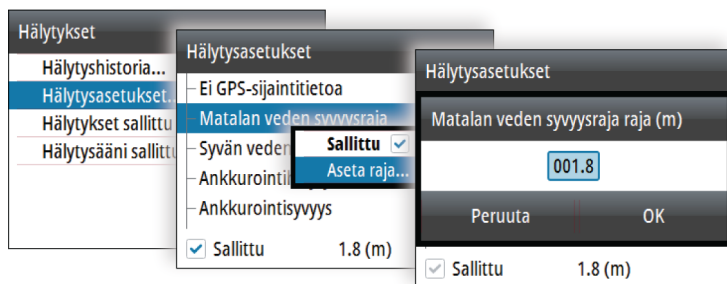 Hälytykset
Hälytyshistoria...
Hälytysasetukset...
Hälytykset sallittu
Hälytysääni sallittu
Hälytysasetukset
Ei GPS-sijaintitietoa
Matalan veden syvyysraja
Syvän veden
Ankkurointisyvyys
Sallittu
Aseta raja...
Sallittu 1.8 (m)
Hälytysasetukset
Matalan veden syvyysraja raja (m)
001.8
Peruuta OK
Sallittu 1.8 (m)